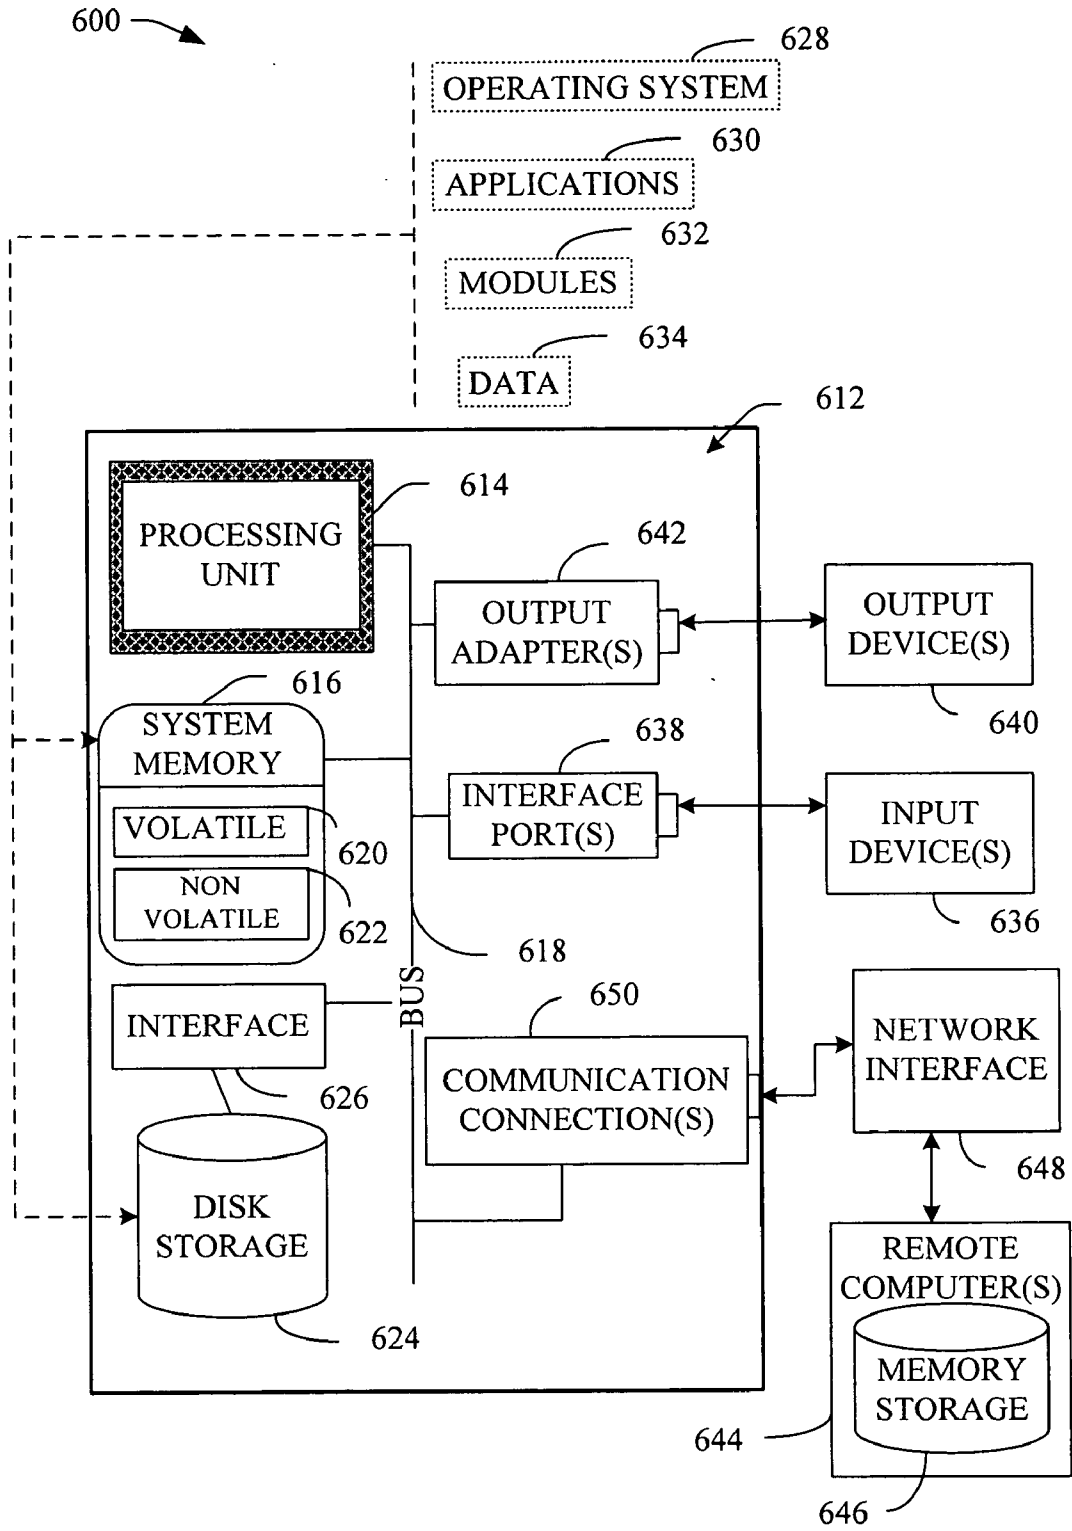 600
628
OPERATING SYSTEM
630
APPLICATIONS
632
MODULES
634
DATA
612
614
PROCESSING
UNIT
642
OUTPUT
ADAPTER(S)
OUTPUT
DEVICE(S)
640
616
SYSTEM
MEMORY
VOLATILE
620
NON
VOLATILE
622
638
INTERFACE
PORT(S)
INPUT
DEVICE(S)
636
618
BUS
INTERFACE
626
650
COMMUNICATION
CONNECTION(S)
NETWORK
INTERFACE
648
DISK
STORAGE
624
REMOTE
COMPUTER(S)
MEMORY
STORAGE
644
646